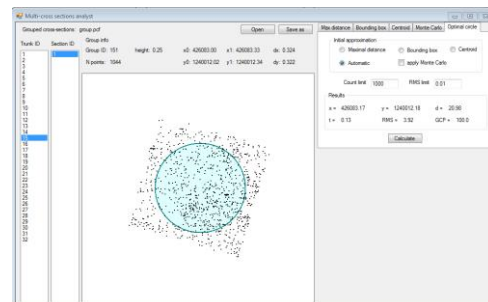 Multi-cross sections analyst
Grouped cross-sections: group.pcf
Open
Save as
Trunk ID
Section ID
Group info
Group ID: 151 height: 0.25 x0: 426083.00 x1: 426083.33 dx: 0.324
N points: 1044 y0: 1240012.02 y1: 1240012.34 dy: 0.322
1
2
3
4
5
6
7
8
9
10
11
12
13
14
15
16
17
18
19
20
21
22
23
24
25
26
27
28
29
30
31
32
1
Max distance
Bounding box
Centroid
Monte-Carlo
Optimal circle
Initial approximation
Maximal distance
Bounding box
Centroid
Automatic
apply Monte Carlo
Count limit 1000 RMS limit 0.01
Results
x = 426083.17 y = 1240012.18 d = 20.98
t = 0.13 RMS = 3.92 GCP = 100.0
Calculate